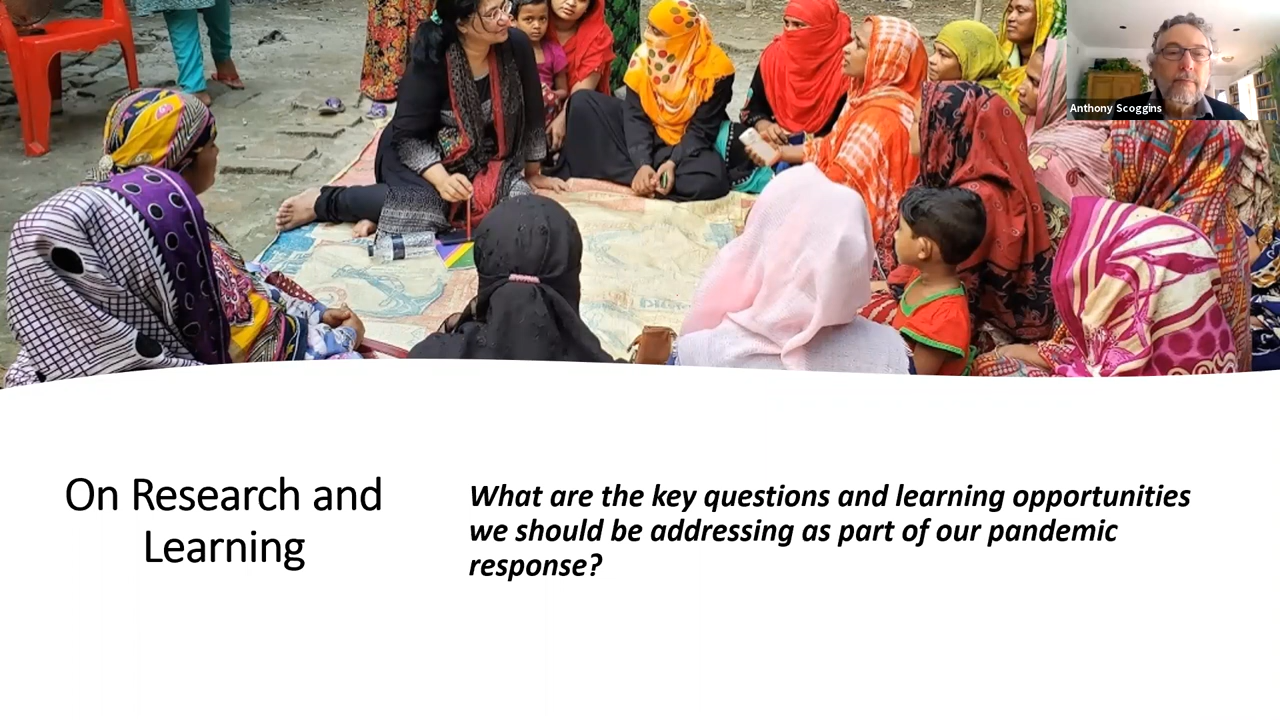 Anthony Scoggins
On Research and
Learning
What are the key questions and learning opportunities
we should be addressing as part of our pandemic
response?